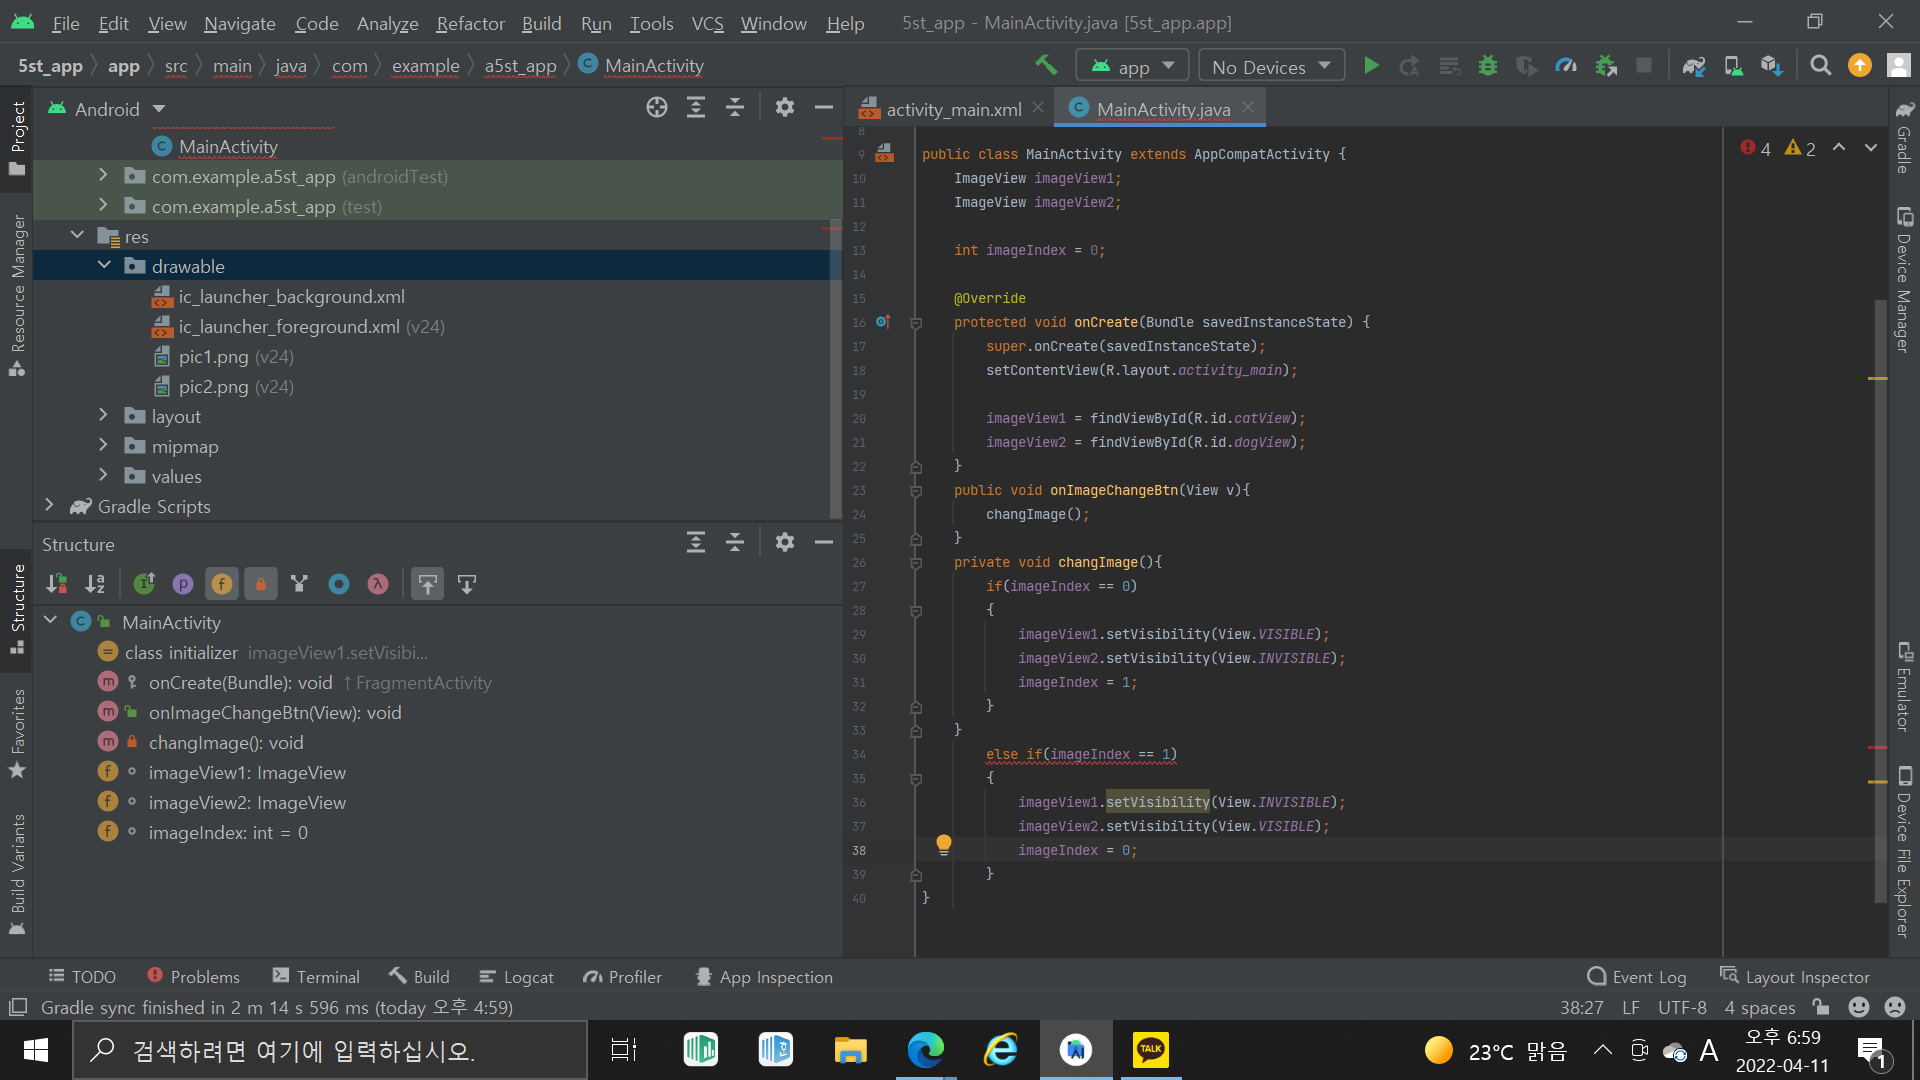 File Edit View Navigate Code Analyze Refactor Build Run Tools VCS Window Help 5st_app - MainActivity.java [5st_app.app]
5st_app app src main java com example a5st_app MainActivity app No Devices
Project
Resource Manager
Structure
Favorites
Build Variants
Android
MainActivity
com.example.a5st_app (androidTest)
com.example.a5st_app (test)
res
drawable
ic_launcher_background.xml
ic_launcher_foreground.xml (v24)
pic1.png (v24)
pic2.png (v24)
layout
mipmap
values
Gradle Scripts
Structure
MainActivity
class initializer imageView1.setVisibi...
onCreate(Bundle): void ↑FragmentActivity
onImageChangeBtn(View): void
changImage(): void
imageView1: ImageView
imageView2: ImageView
imageIndex: int = 0
activity_main.xml MainActivity.java
4 2
8
9 public class MainActivity extends AppCompatActivity {
10 ImageView imageView1;
11 ImageView imageView2;
12
13 int imageIndex = 0;
14
15 @Override
16 protected void onCreate(Bundle savedInstanceState) {
17 super.onCreate(savedInstanceState);
18 setContentView(R.layout.activity_main);
19
20 imageView1 = findViewById(R.id.catView);
21 imageView2 = findViewById(R.id.dogView);
22 }
23 public void onImageChangeBtn(View v){
24 changImage();
25 }
26 private void changImage(){
27 if(imageIndex == 0)
28 {
29 imageView1.setVisibility(View.VISIBLE);
30 imageView2.setVisibility(View.INVISIBLE);
31 imageIndex = 1;
32 }
33 }
34 else if(imageIndex == 1)
35 {
36 imageView1.setVisibility(View.INVISIBLE);
37 imageView2.setVisibility(View.VISIBLE);
38 imageIndex = 0;
39 }
40 }
Gradle
Device Manager
Emulator
Device File Explorer
TODO Problems Terminal Build Logcat Profiler App Inspection Event Log Layout Inspector
Gradle sync finished in 2 m 14 s 596 ms (today 오후 4:59) 38:27 LF UTF-8 4 spaces
검색하려면 여기에 입력하십시오. TALK 23℃ 맑음 A 오후 6:59 1
2022-04-11